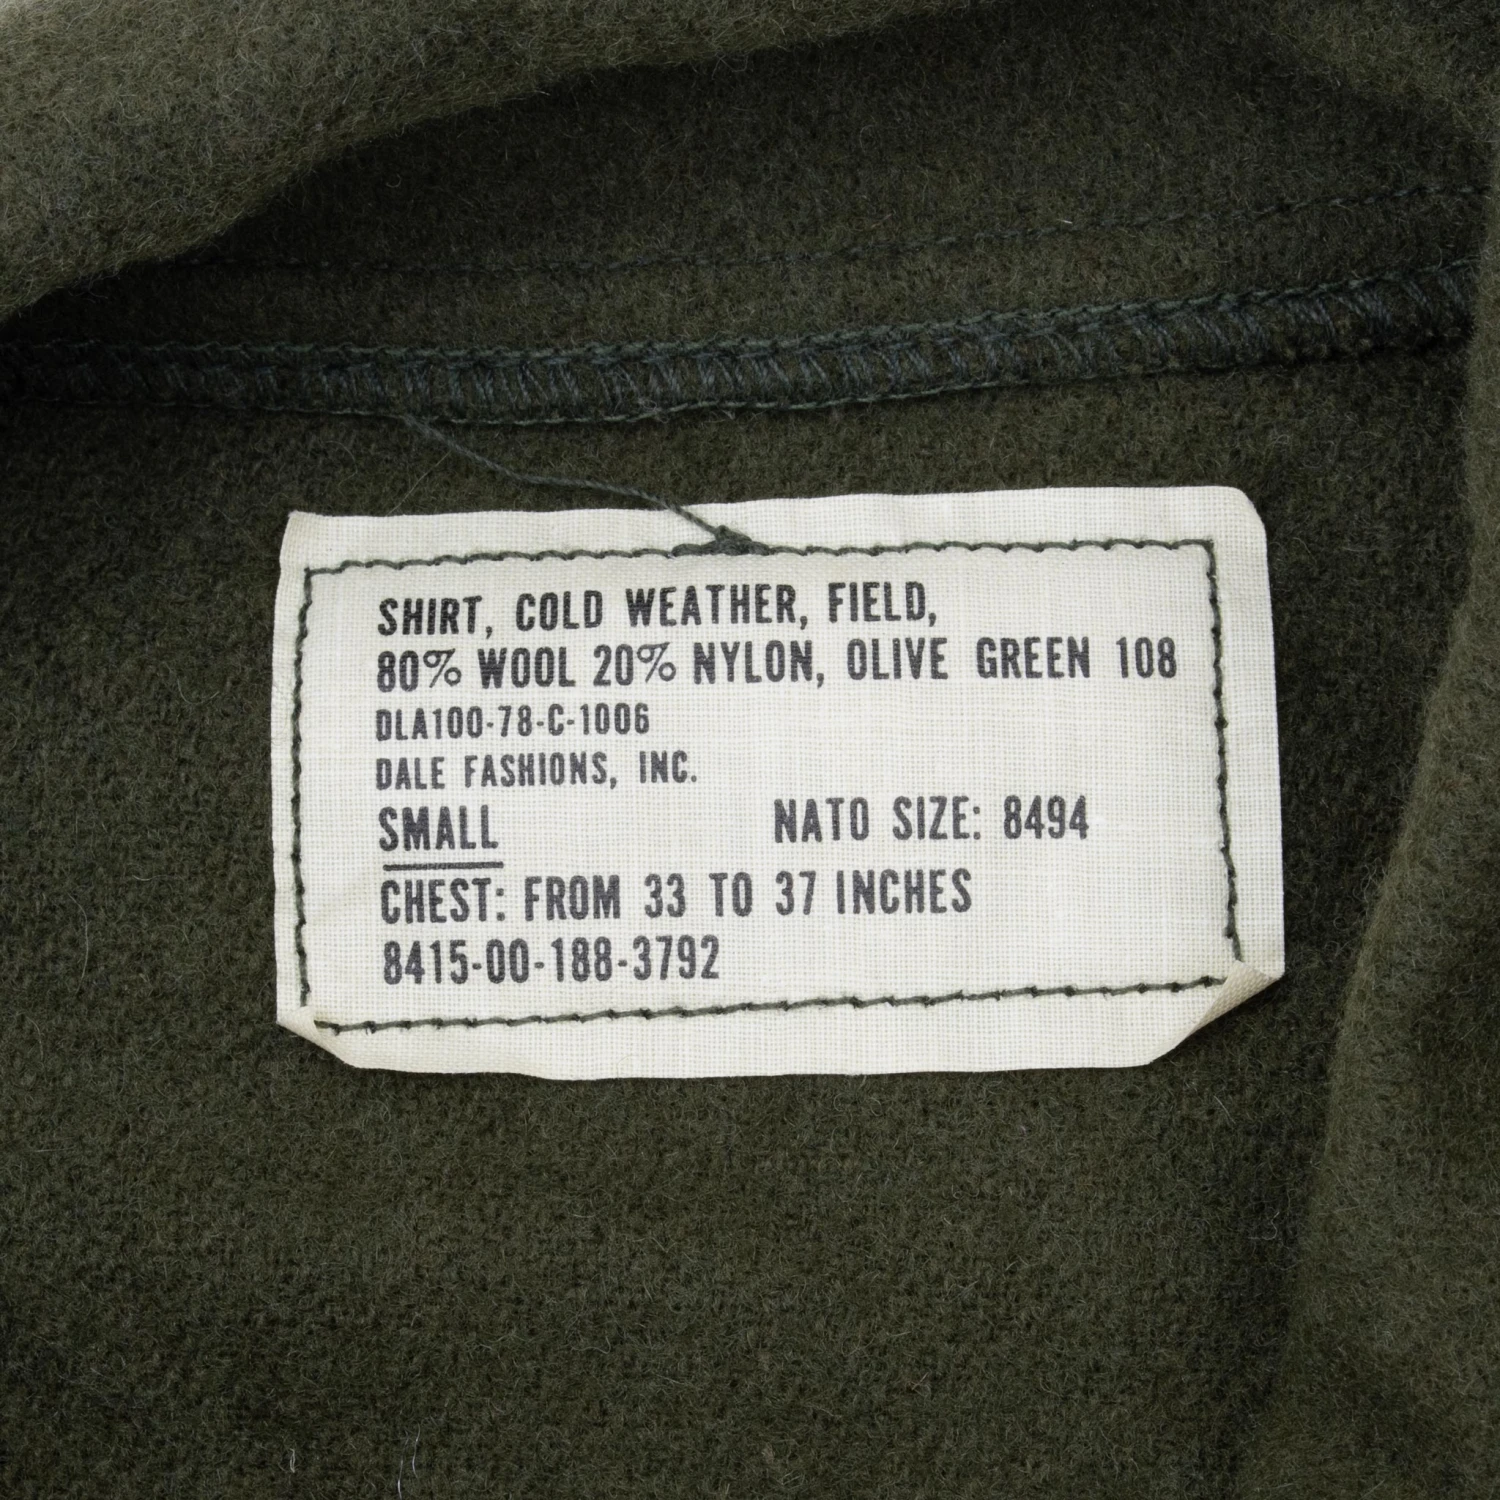 SHIRT, COLD WEATHER, FIELD,
80% WOOL 20% NYLON, OLIVE GREEN 108
DLA100-78-C-1006
DALE FASHIONS, INC.
SMALL NATO SIZE: 8494
CHEST: FROM 33 TO 37 INCHES
8415-00-188-3792